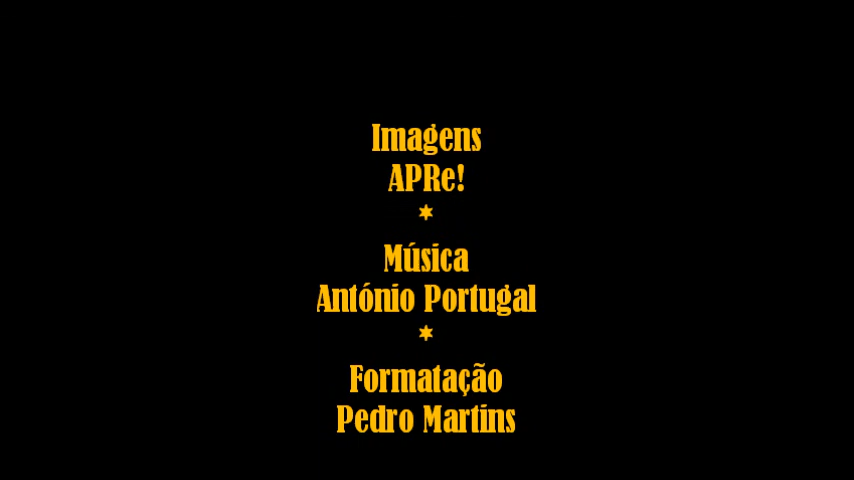 Imagens
APRe!
*
Música
António Portugal
*
Formatação
Pedro Martins